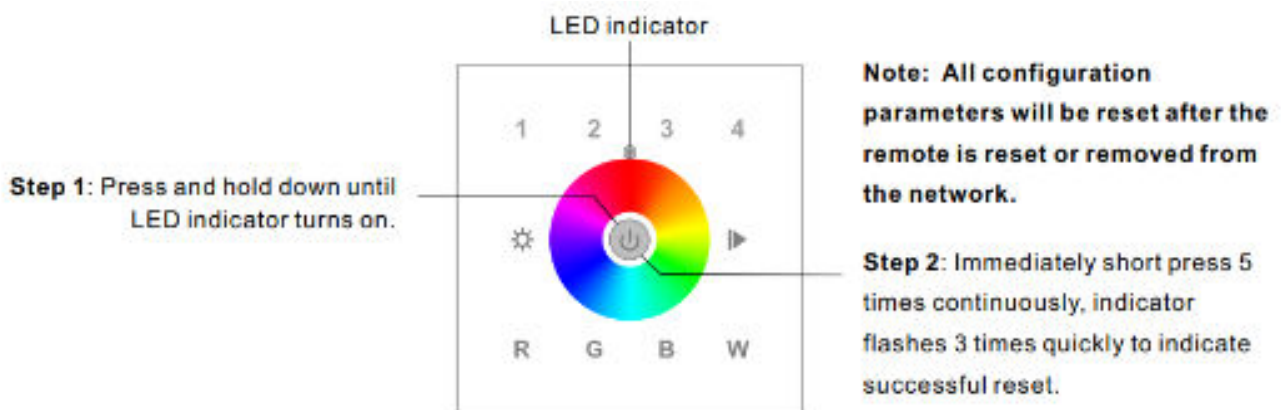 LED indicator
1 2 3 4
Step 1: Press and hold down until
LED indicator turns on.
R G B W
Note: All configuration
parameters will be reset after the
remote is reset or removed from
the network.
Step 2: Immediately short press 5
times continuously, indicator
flashes 3 times quickly to indicate
successful reset.